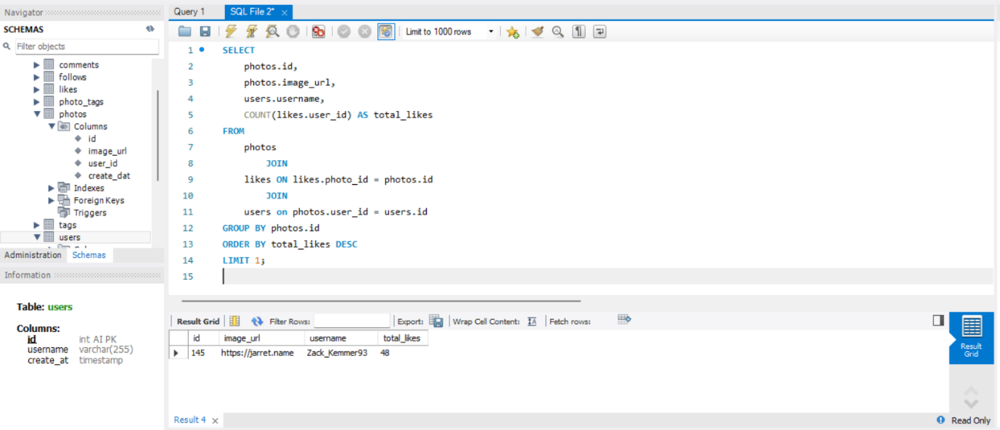 Navigator
SCHEMAS
Filter objects
comments
follows
likes
photo_tags
photos
Columns
id
image_url
user_id
create_dat
Indexes
Foreign Keys
Triggers
tags
users
Administration Schemas
Information
Table: users
Columns:
id int AI PK
username varchar(255)
create_at timestamp
Query 1 SQL File 2*
Limit to 1000 rows
1 SELECT
2 photos.id,
3 photos.image_url,
4 users.username,
5 COUNT(likes.user_id) AS total_likes
6 FROM
7 photos
8 JOIN
9 likes ON likes.photo_id = photos.id
10 JOIN
11 users on photos.user_id = users.id
12 GROUP BY photos.id
13 ORDER BY total_likes DESC
14 LIMIT 1;
15
Result Grid Filter Rows: Export: Wrap Cell Content: Fetch rows:
id image_url username total_likes
145 https://jarret.name Zack_Kemmer93 48
Result
Grid
Result 4
Read Only